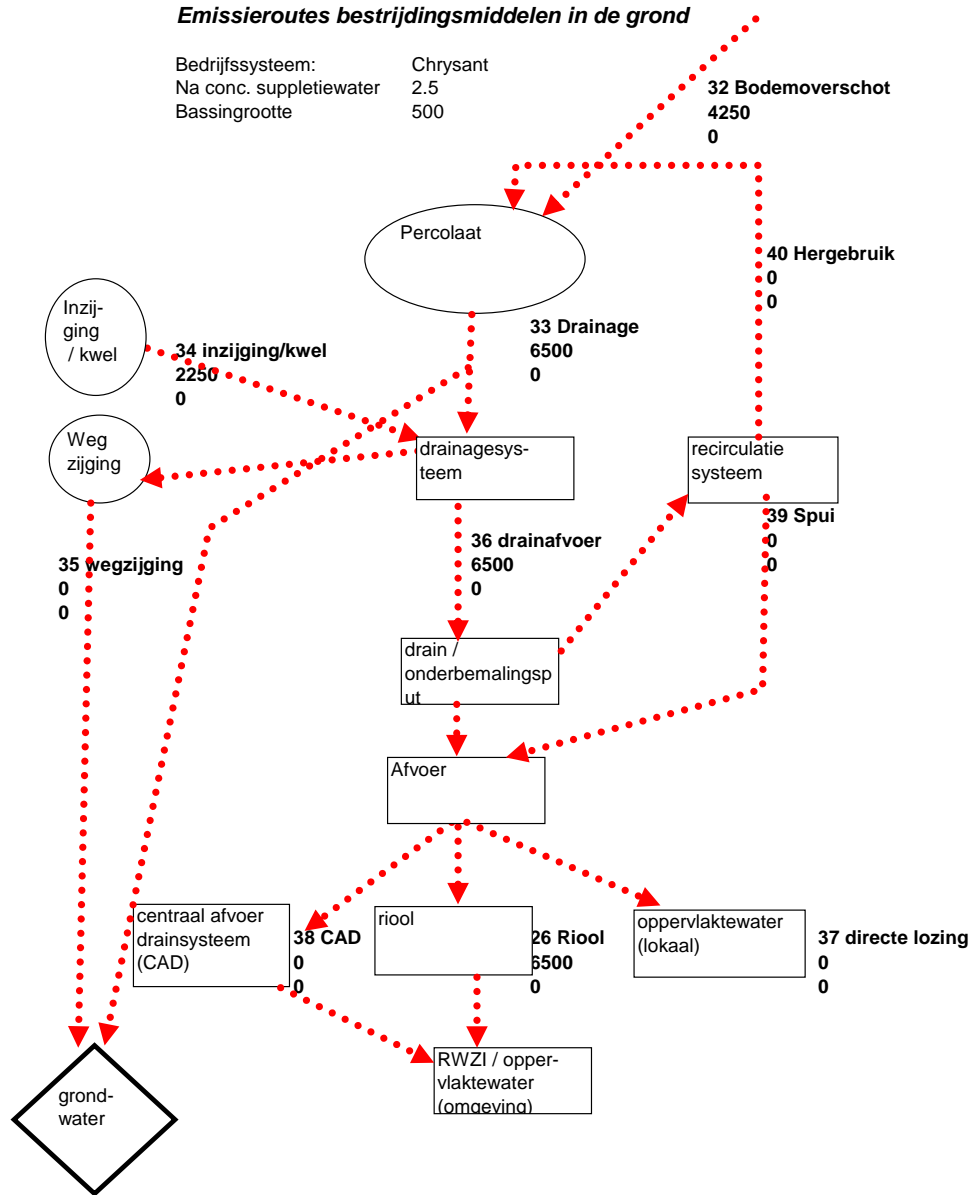 Emissieroutes bestrijdingsmiddelen in de grond
Bedrijfssysteem: Chrysant
Na conc. suppletiewater 2.5
Bassingrootte 500
32 Bodemoverschot
4250
0
Percolaat
40 Hergebruik
0
0
Inzij-
ging
/ kwel
33 Drainage
6500
0
34 inzijging/kwel
2250
0
Weg
zijging
drainagesys-
teem
recirculatie
systeem
39 Spui
0
0
36 drainafvoer
6500
0
35 wegzijging
0
0
drain /
onderbemalingsp
ut
Afvoer
centraal afvoer
drainsysteem
(CAD)
38 CAD
0
0
riool
26 Riool
6500
0
oppervlaktewater
(lokaal)
37 directe lozing
0
0
RWZI / opper-
vlaktewater
(omgeving)
grond-
water